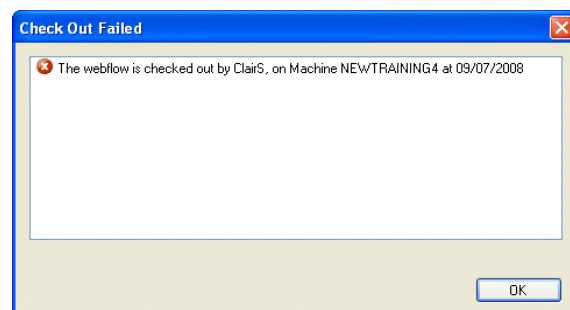 Check Out Failed
The webflow is checked out by ClairS, on Machine NEWTRAINING4 at 09/07/2008
OK